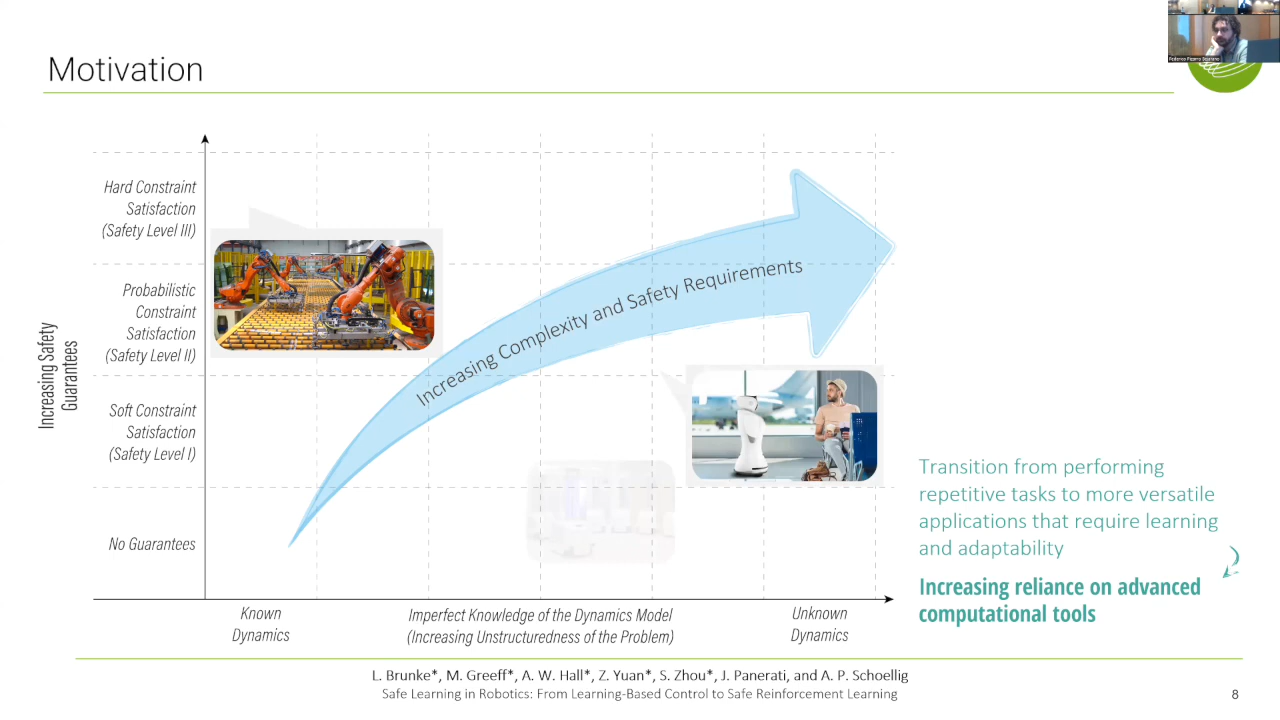 Motivation
Hard Constraint
Satisfaction
(Safety Level III)
Probabilistic
Constraint
Satisfaction
(Safety Level II)
Soft Constraint
Satisfaction
(Safety Level I)
No Guarantees
Increasing Safety
Guarantees
Increasing Complexity and Safety Requirements
Known
Dynamics
Imperfect Knowledge of the Dynamics Model
(Increasing Unstructuredness of the Problem)
Unknown
Dynamics
Transition from performing
repetitive tasks to more versatile
applications that require learning
and adaptability
Increasing reliance on advanced
computational tools
L. Brunke*, M. Greeff*, A. W. Hall*, Z. Yuan*, S. Zhou*, J. Panerati, and A. P. Schoellig
Safe Learning in Robotics: From Learning-Based Control to Safe Reinforcement Learning
8